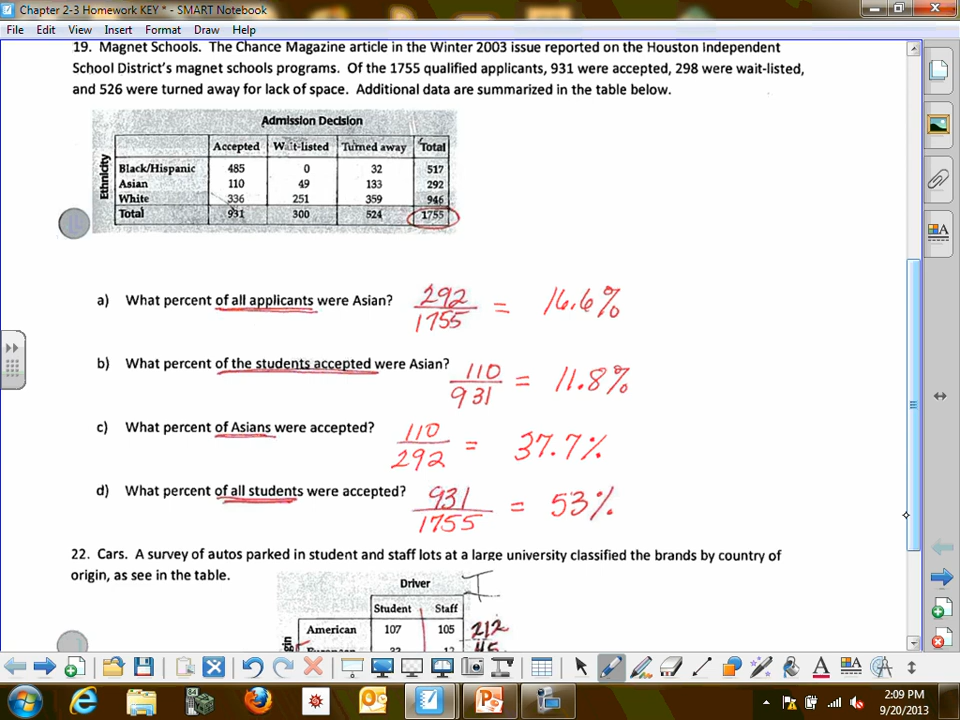 Chapter 2-3 Homework KEY * - SMART Notebook
File Edit View Insert Format Tools Draw Help
19. Magnet Schools. The Chance Magazine article in the Winter 2003 issue reported on the Houston Independent
School District's magnet schools programs. Of the 1755 qualified applicants, 931 were accepted, 298 were wait-listed,
and 526 were turned away for lack of space. Additional data are summarized in the table below.
Admission Decision
Accepted Wait-listed Turned away Total
Ethnicity
Black/Hispanic 485 0 32 517
Asian 110 49 133 292
White 336 251 359 946
Total 931 300 524 1755
a) What percent of all applicants were Asian? 292/1755 = 16.6%
b) What percent of the students accepted were Asian? 110/931 = 11.8%
c) What percent of Asians were accepted? 110/292 = 37.7%
d) What percent of all students were accepted? 931/1755 = 53%
22. Cars. A survey of autos parked in student and staff lots at a large university classified the brands by country of
origin, as see in the table.
Driver
Student Staff
American 107 105 212
2:09 PM
9/20/2013